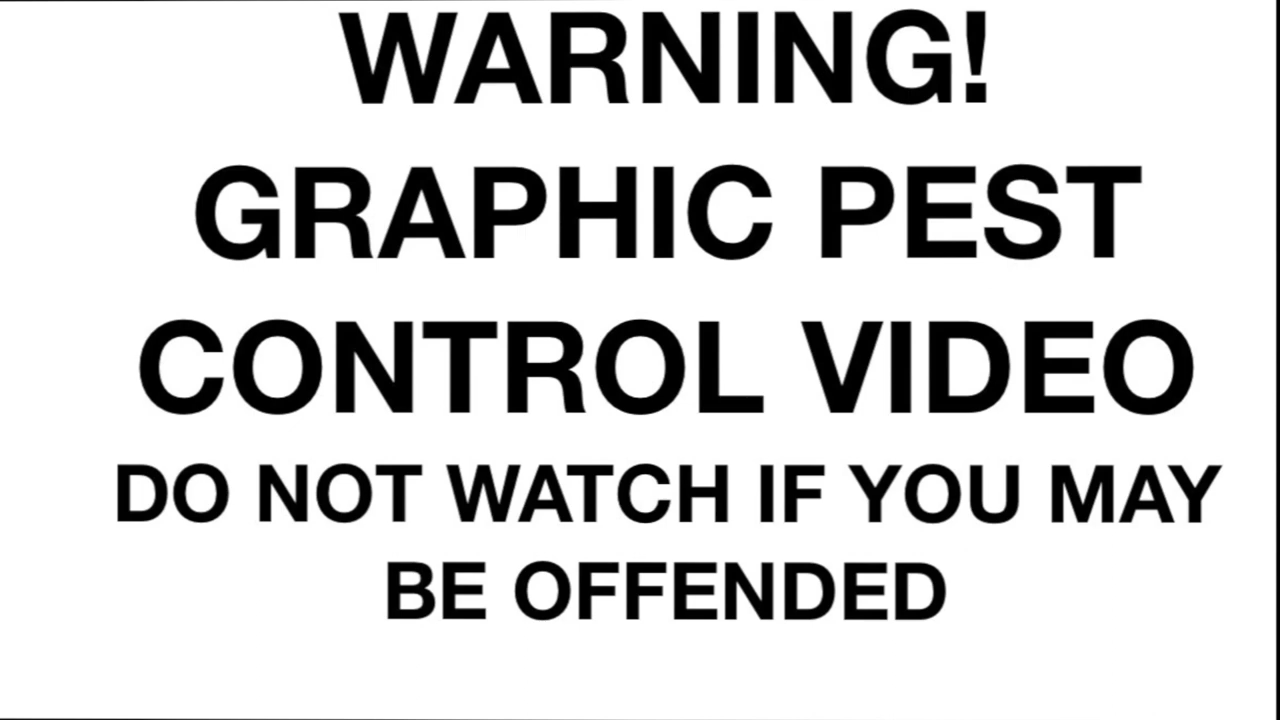 WARNING!
GRAPHIC PEST
CONTROL VIDEO
DO NOT WATCH IF YOU MAY
BE OFFENDED